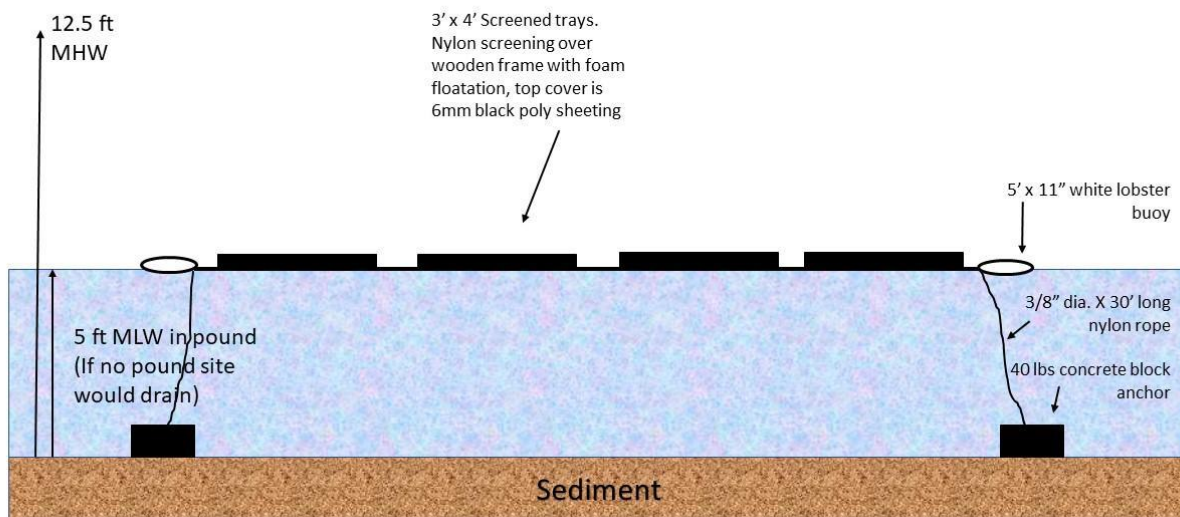 12.5 ft
MHW
3’ x 4’ Screened trays.
Nylon screening over
wooden frame with foam
floatation, top cover is
6mm black poly sheeting
5’ x 11” white lobster
buoy
3/8” dia. X 30’ long
nylon rope
40 lbs concrete block
anchor
5 ft MLW in pound
(If no pound site
would drain)
Sediment